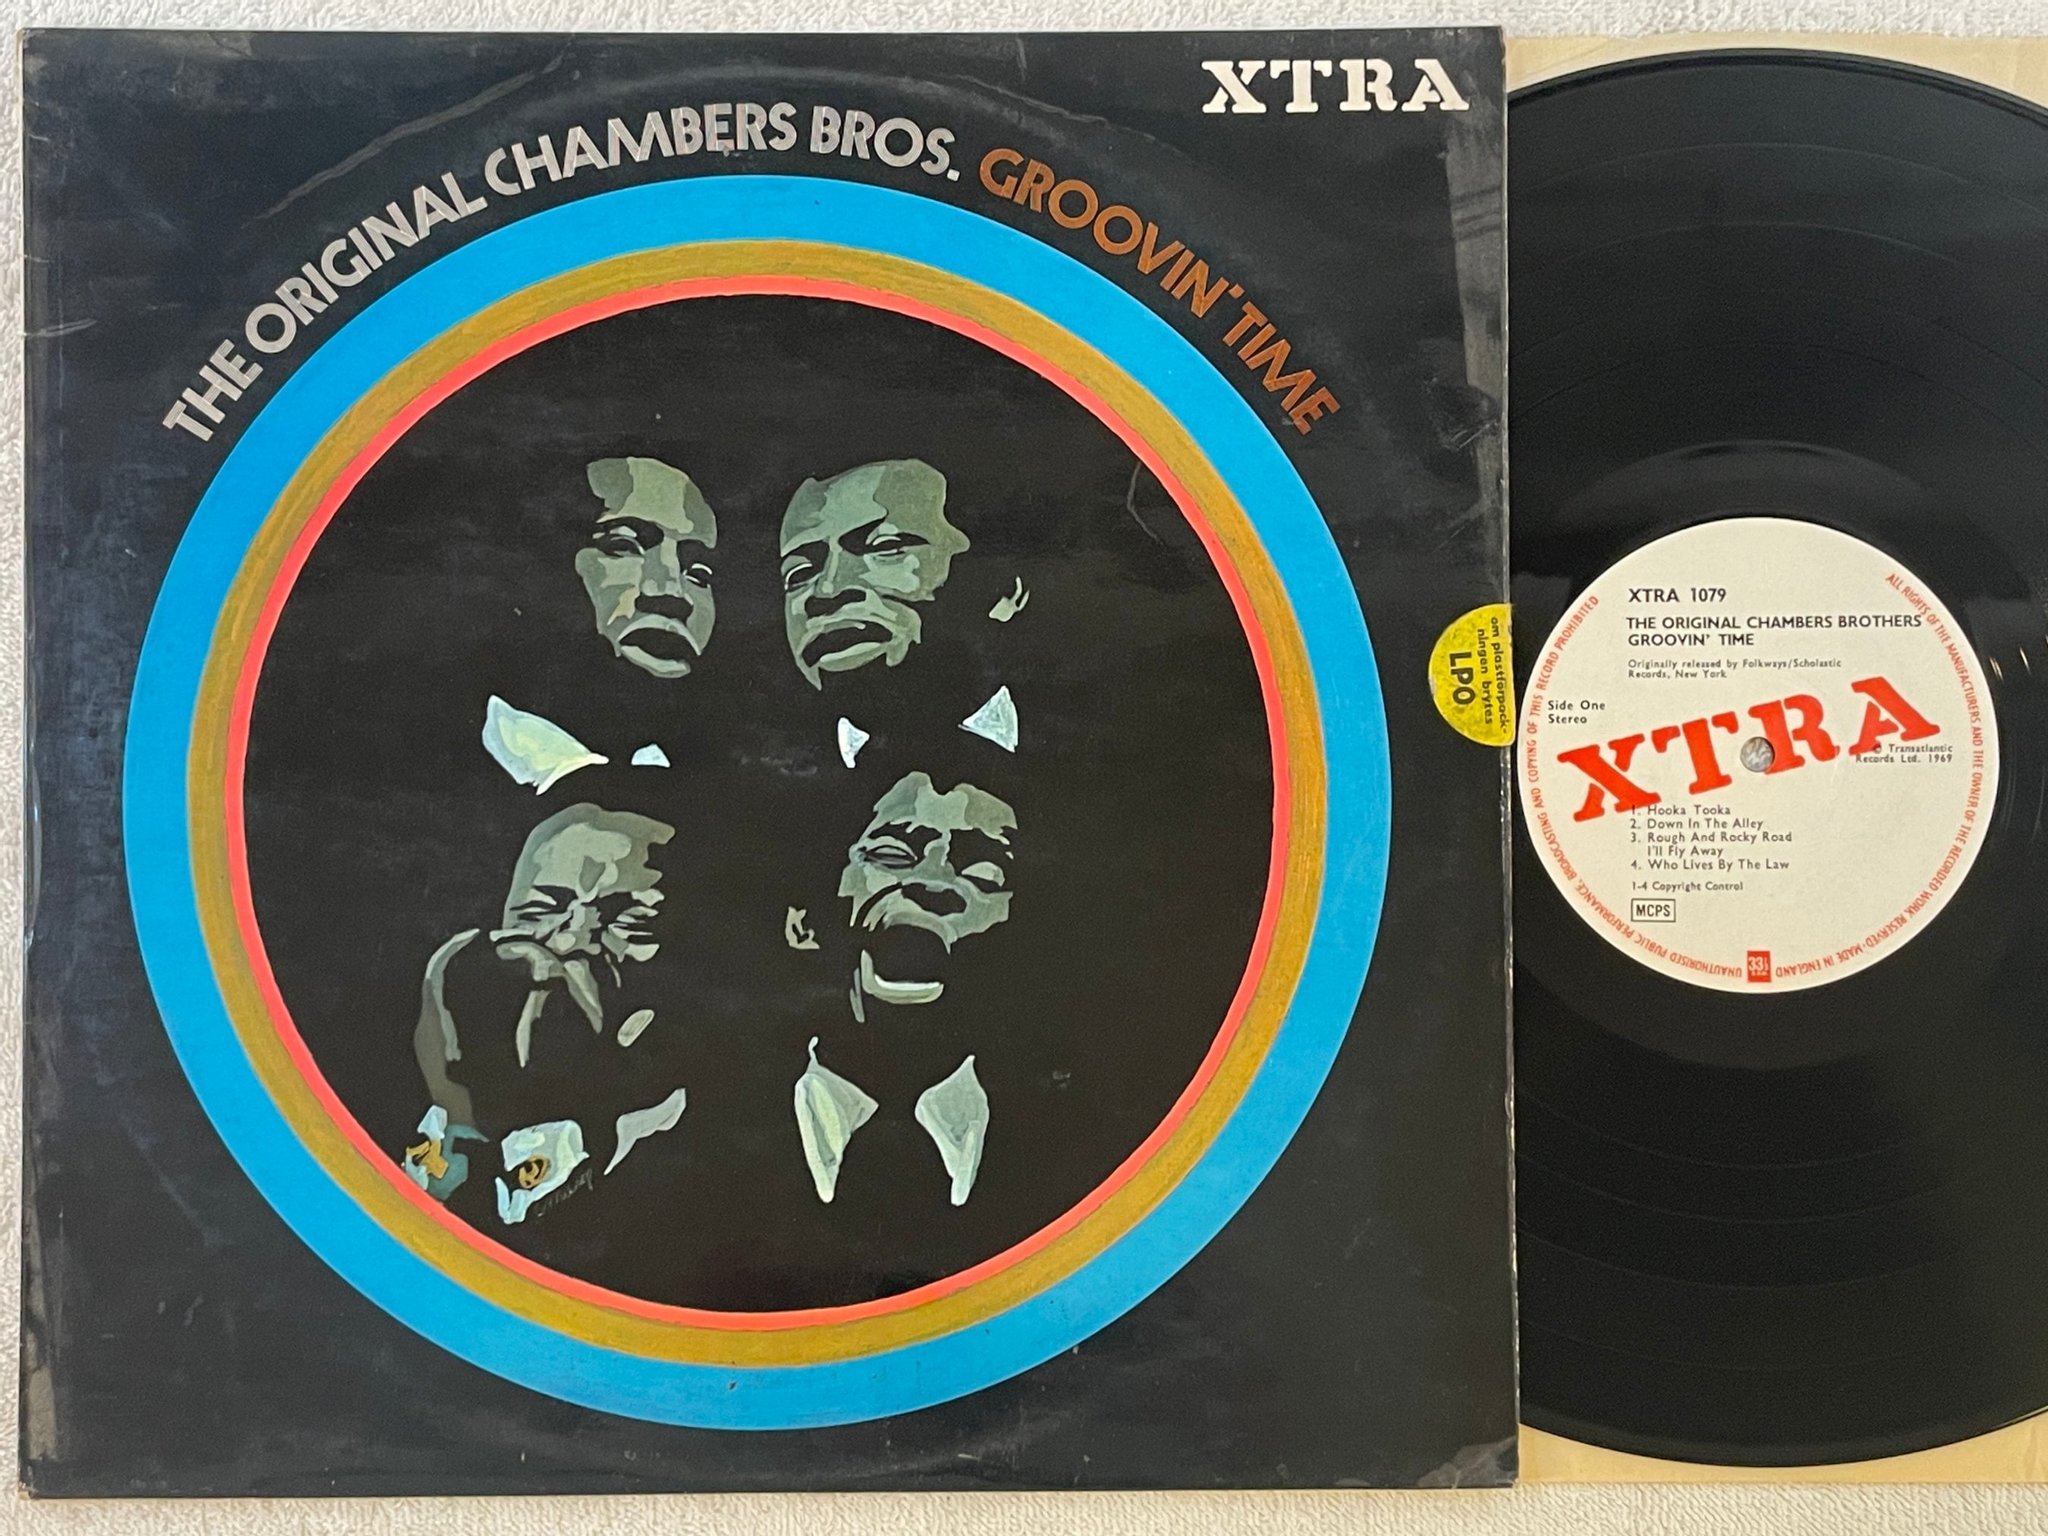 XTRA
THE ORIGINAL CHAMBERS BROS. GROOVIN' TIME
om plastförpack-
ningen brytes
LPO
XTRA 1079
THE ORIGINAL CHAMBERS BROTHERS
GROOVIN' TIME
Originally released by Folkways/Scholastic
Records, New York
Side One
Stereo
XTRA
© Transatlantic
Records Ltd. 1969
1. Hooka Tooka
2. Down In The Alley
3. Rough And Rocky Road
I'll Fly Away
4. Who Lives By The Law
1-4 Copyright Control
MCPS
33⅓
ALL RIGHTS OF THE MANUFACTURERS AND THE OWNER OF THE RECORDED WORK RESERVED · MADE IN ENGLAND
UNAUTHORISED PUBLIC PERFORMANCE, BROADCASTING AND COPYING OF THIS RECORD PROHIBITED